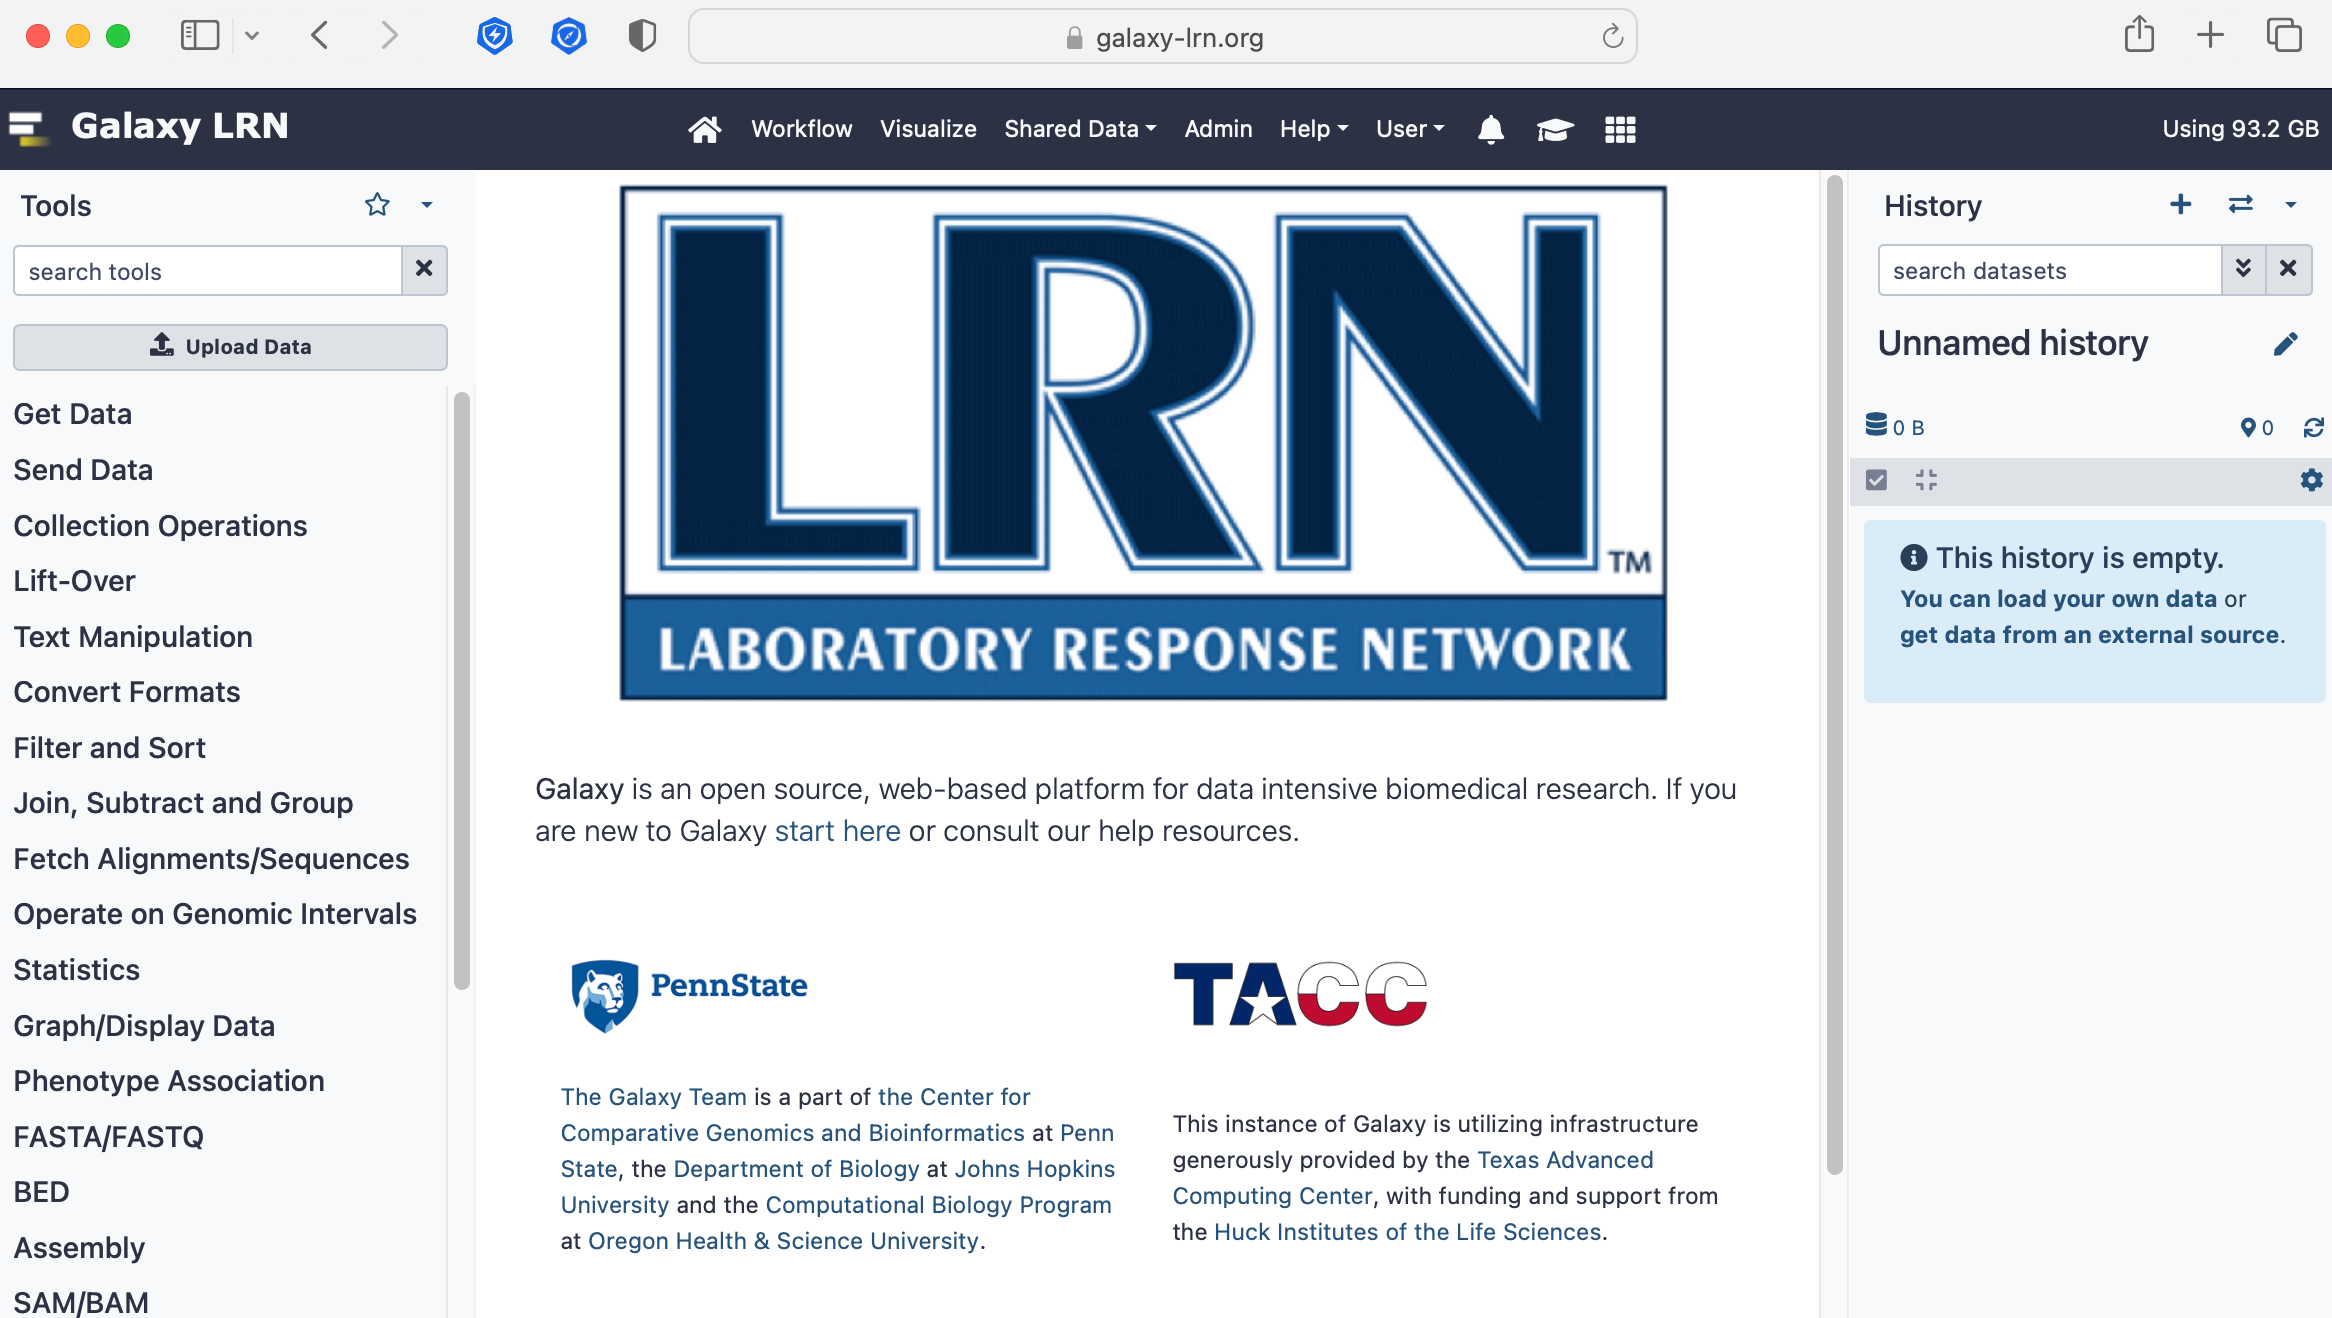 galaxy-lrn.org
Galaxy LRN
Workflow Visualize Shared Data Admin Help User
Using 93.2 GB
Tools
search tools
Upload Data
Get Data
Send Data
Collection Operations
Lift-Over
Text Manipulation
Convert Formats
Filter and Sort
Join, Subtract and Group
Fetch Alignments/Sequences
Operate on Genomic Intervals
Statistics
Graph/Display Data
Phenotype Association
FASTA/FASTQ
BED
Assembly
SAM/BAM
LRN
TM
LABORATORY RESPONSE NETWORK
Galaxy is an open source, web-based platform for data intensive biomedical research. If you
are new to Galaxy start here or consult our help resources.
PennState
The Galaxy Team is a part of the Center for
Comparative Genomics and Bioinformatics at Penn
State, the Department of Biology at Johns Hopkins
University and the Computational Biology Program
at Oregon Health & Science University.
TACC
This instance of Galaxy is utilizing infrastructure
generously provided by the Texas Advanced
Computing Center, with funding and support from
the Huck Institutes of the Life Sciences.
History
search datasets
Unnamed history
0 B
0
This history is empty.
You can load your own data or
get data from an external source.